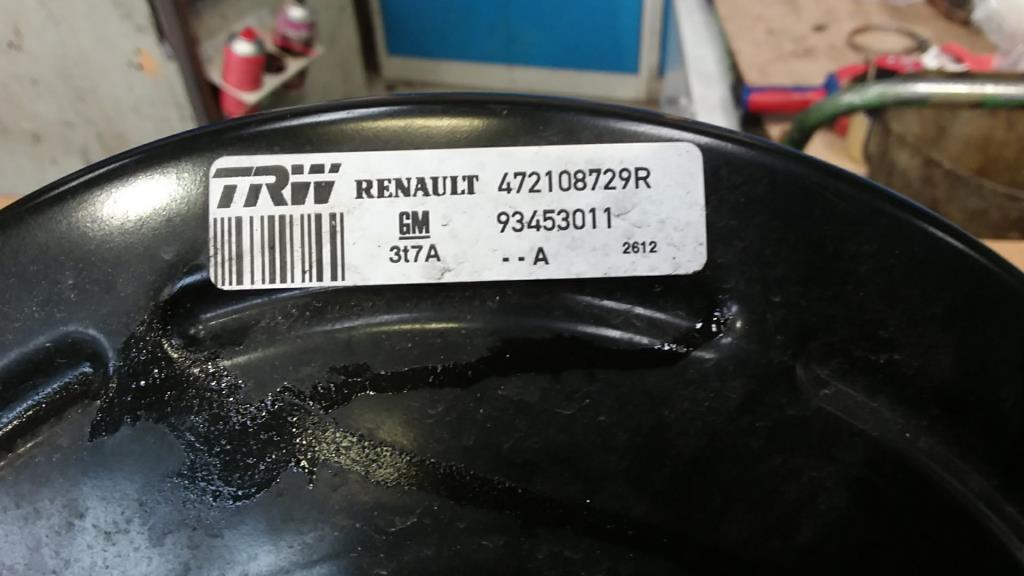 TRW RENAULT 472108729R
GM 93453011
3t7A --A 2612